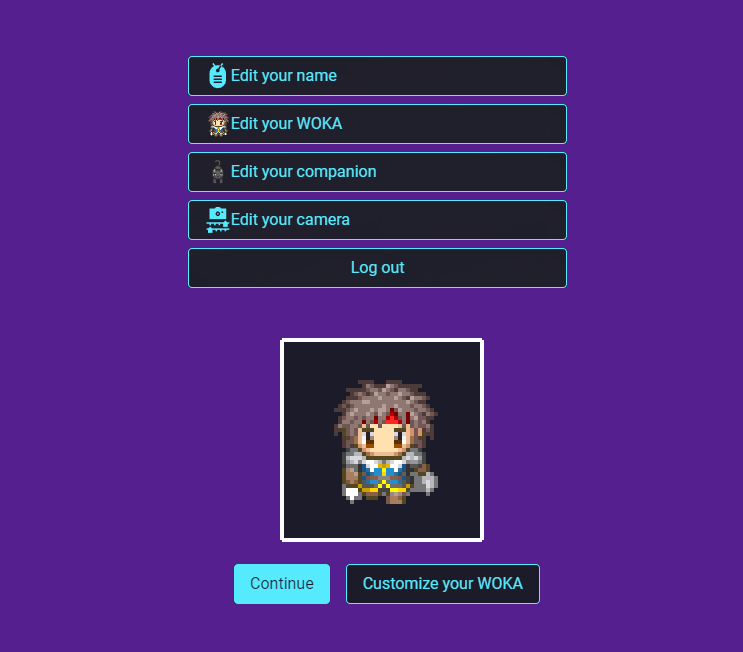 Edit your name
Edit your WOKA
Edit your companion
Edit your camera
Log out
Continue
Customize your WOKA